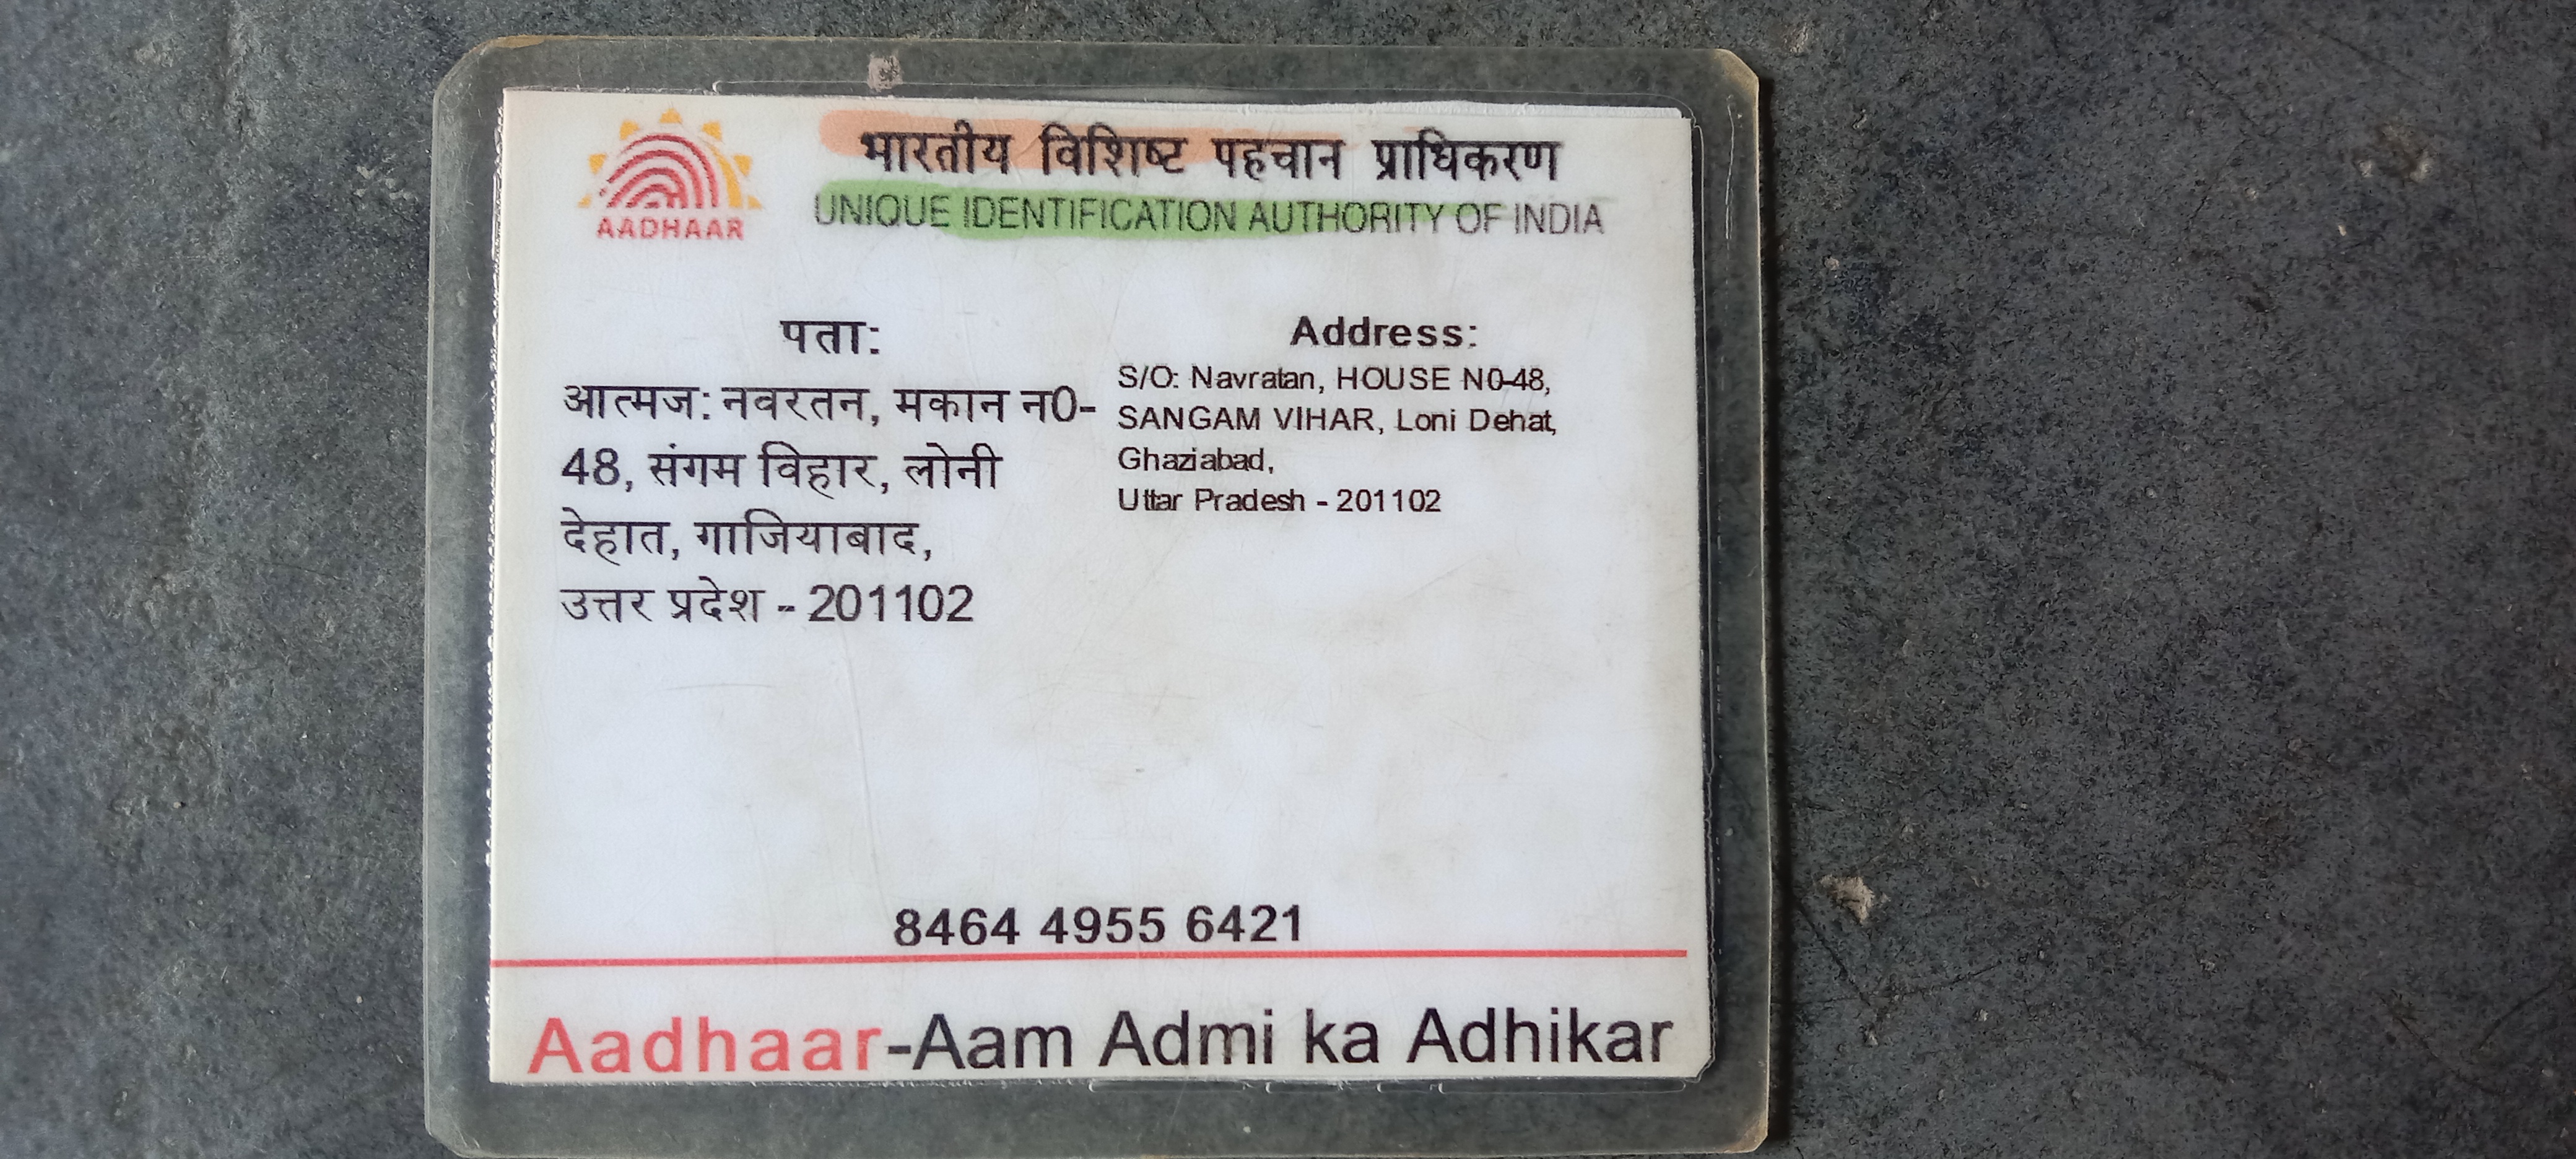 भारतीय विशिष्ट पहचान प्राधिकरण
UNIQUE IDENTIFICATION AUTHORITY OF INDIA
AADHAAR
पता:
आत्मज: नवरतन, मकान न0-
48, संगम विहार, लोनी
देहात, गाजियाबाद,
उत्तर प्रदेश - 201102
Address:
S/O: Navratan, HOUSE N0-48,
SANGAM VIHAR, Loni Dehat,
Ghaziabad,
Uttar Pradesh - 201102
8464 4955 6421
Aadhaar-Aam Admi ka Adhikar